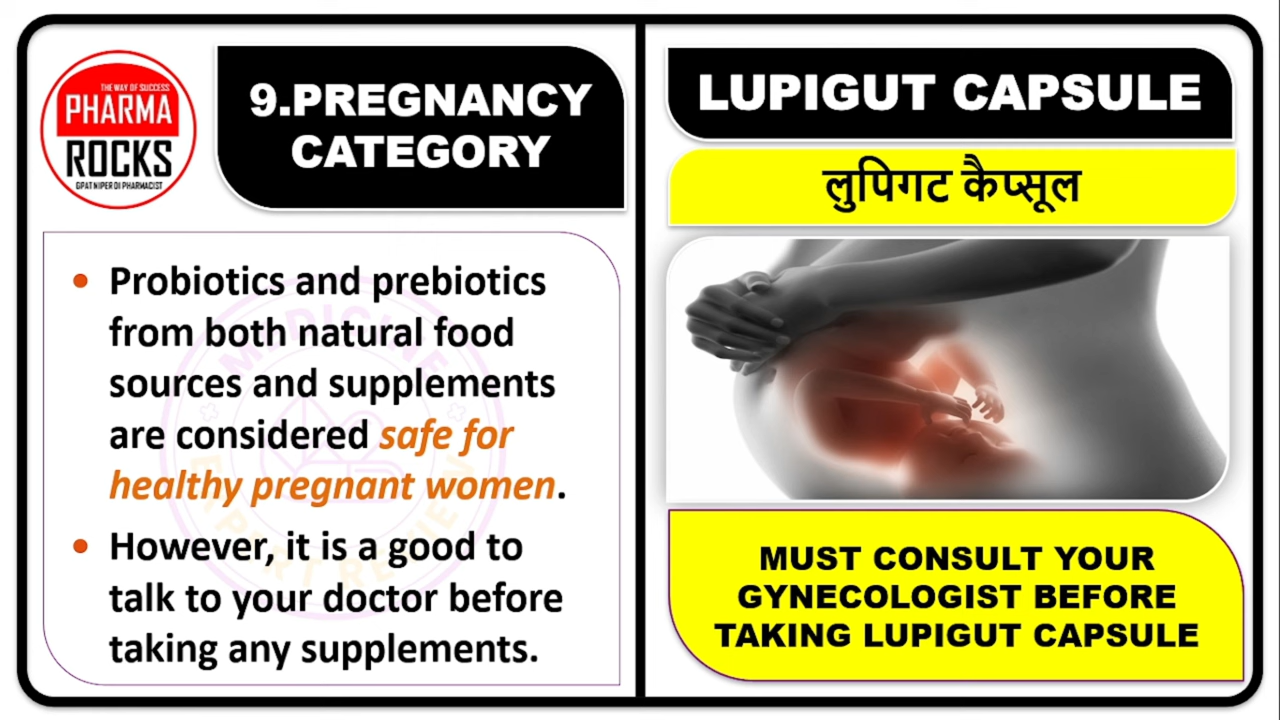 THE WAY OF SUCCESS
PHARMA
ROCKS
GPAT NIPER DI PHARMACIST
9.PREGNANCY
CATEGORY
• Probiotics and prebiotics
from both natural food
sources and supplements
are considered safe for
healthy pregnant women.
• However, it is a good to
talk to your doctor before
taking any supplements.
LUPIGUT CAPSULE
लुपिगट कैप्सूल
MUST CONSULT YOUR
GYNECOLOGIST BEFORE
TAKING LUPIGUT CAPSULE